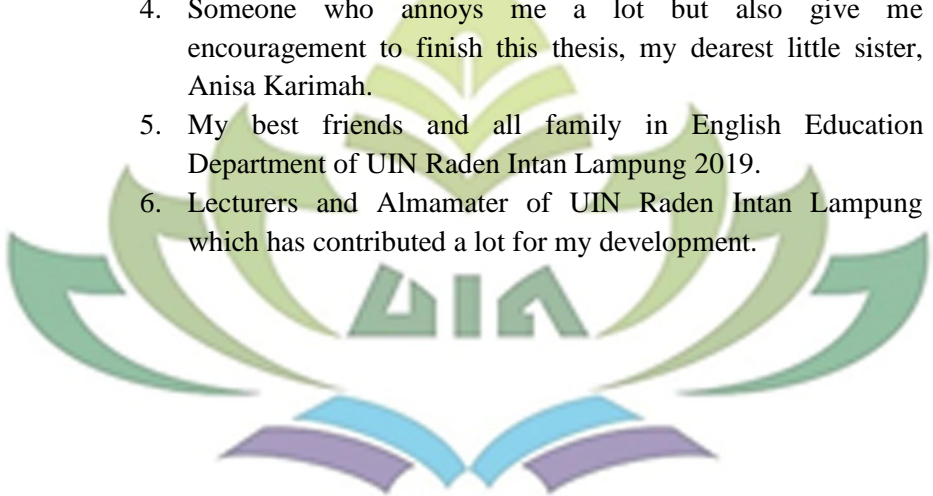 4. Someone who annoys me a lot but also give me
encouragement to finish this thesis, my dearest little sister,
Anisa Karimah.
5. My best friends and all family in English Education
Department of UIN Raden Intan Lampung 2019.
6. Lecturers and Almamater of UIN Raden Intan Lampung
which has contributed a lot for my development.
UIN